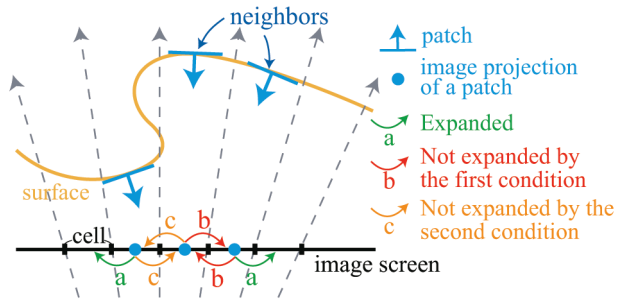 neighbors
patch
image projection
of a patch
a Expanded
b Not expanded by
the first condition
c Not expanded by the
second condition
surface
cell
c b
a c b a
image screen